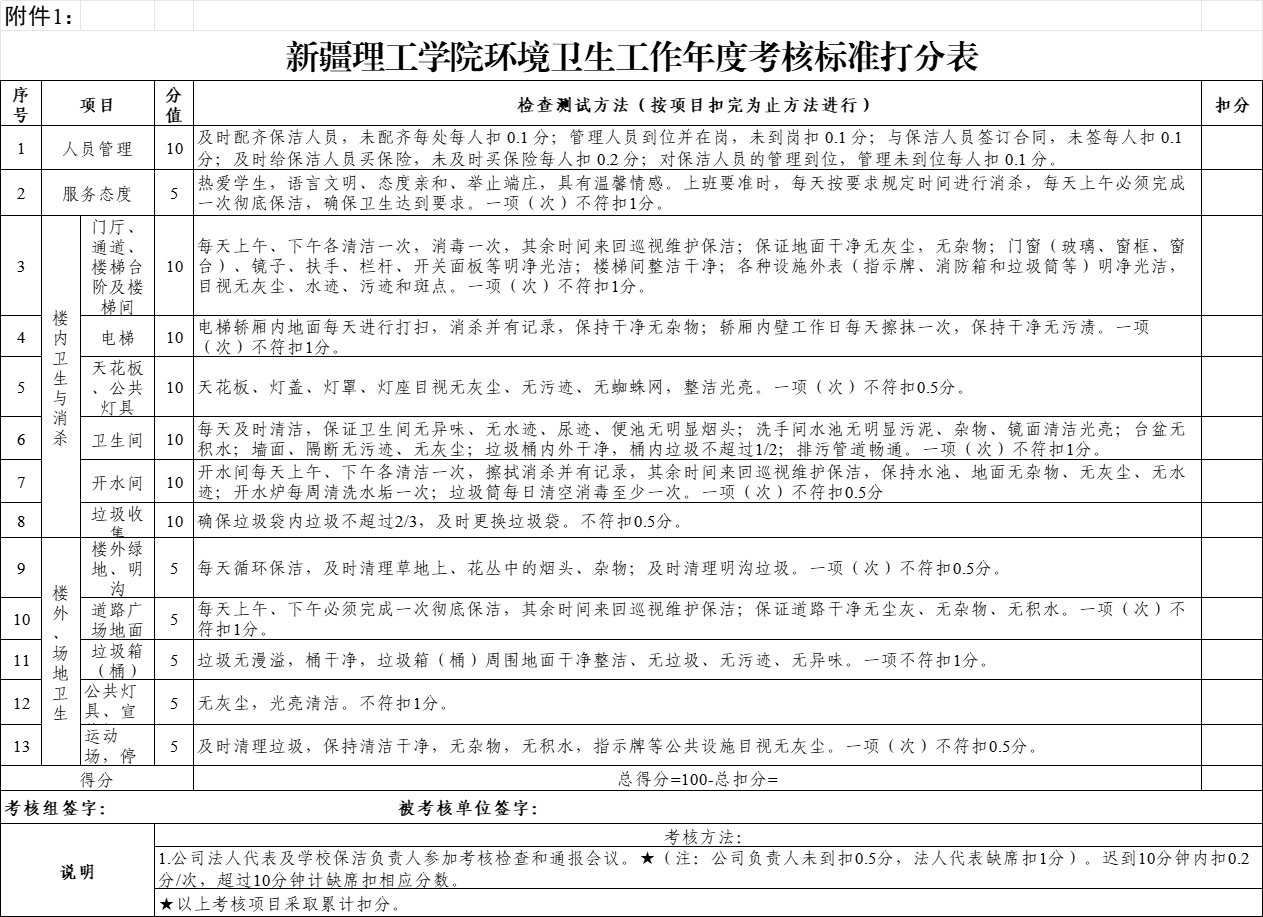 附件1：
新疆理工学院环境卫生工作年度考核标准打分表
序号 项目 分值 检查测试方法（按项目扣完为止方法进行） 扣分
1 人员管理 10 及时配齐保洁人员，未配齐每处每人扣 0.1 分；管理人员到位并在岗，未到岗扣 0.1 分；与保洁人员签订合同，未签每人扣 0.1
分；及时给保洁人员买保险，未及时买保险每人扣 0.2 分；对保洁人员的管理到位，管理未到位每人扣 0.1 分。
2 服务态度 5 热爱学生，语言文明、态度亲和、举止端庄，具有温馨情感。上班要准时，每天按要求规定时间进行消杀，每天上午必须完成
一次彻底保洁，确保卫生达到要求。一项（次）不符扣1分。
楼内卫生与消杀
3 门厅、通道、楼梯台阶及楼梯间 10 每天上午、下午各清洁一次，消毒一次，其余时间来回巡视维护保洁；保证地面干净无灰尘，无杂物；门窗（玻璃、窗框、窗
台）、镜子、扶手、栏杆、开关面板等明净光洁；楼梯间整洁干净；各种设施外表（指示牌、消防箱和垃圾筒等）明净光洁，
目视无灰尘、水迹、污迹和斑点。一项（次）不符扣1分。
4 电梯 10 电梯轿厢内地面每天进行打扫，消杀并有记录，保持干净无杂物；轿厢内壁工作日每天擦抹一次，保持干净无污渍。一项
（次）不符扣1分。
5 天花板、公共灯具 10 天花板、灯盖、灯罩、灯座目视无灰尘、无污迹、无蜘蛛网，整洁光亮。一项（次）不符扣0.5分。
6 卫生间 10 每天及时清洁，保证卫生间无异味、无水迹、尿迹、便池无明显烟头；洗手间水池无明显污泥、杂物、镜面清洁光亮；台盆无
积水；墙面、隔断无污迹、无灰尘；垃圾桶内外干净，桶内垃圾不超过1/2；排污管道畅通。一项（次）不符扣1分。
7 开水间 10 开水间每天上午、下午各清洁一次，擦拭消杀并有记录，其余时间来回巡视维护保洁，保持水池、地面无杂物、无灰尘、无水
迹；开水炉每周清洗水垢一次；垃圾筒每日清空消毒至少一次。一项（次）不符扣0.5分
8 垃圾收集 10 确保垃圾袋内垃圾不超过2/3，及时更换垃圾袋。不符扣0.5分。
楼外、场地卫生
9 楼外绿地、明沟 5 每天循环保洁，及时清理草地上、花丛中的烟头、杂物；及时清理明沟垃圾。一项（次）不符扣0.5分。
10 道路广场地面 5 每天上午、下午必须完成一次彻底保洁，其余时间来回巡视维护保洁；保证道路干净无尘灰、无杂物、无积水。一项（次）不
符扣1分。
11 垃圾箱（桶） 5 垃圾无漫溢，桶干净，垃圾箱（桶）周围地面干净整洁、无垃圾、无污迹、无异味。一项不符扣1分。
12 公共灯具、宣 5 无灰尘，光亮清洁。不符扣1分。
13 运动场，停 5 及时清理垃圾，保持清洁干净，无杂物，无积水，指示牌等公共设施目视无灰尘。一项（次）不符扣0.5分。
得分 总得分=100-总扣分=
考核组签字： 被考核单位签字：
说明
考核方法：
1.公司法人代表及学校保洁负责人参加考核检查和通报会议。★（注：公司负责人未到扣0.5分，法人代表缺席扣1分）。迟到10分钟内扣0.2
分/次，超过10分钟计缺席扣相应分数。
★以上考核项目采取累计扣分。